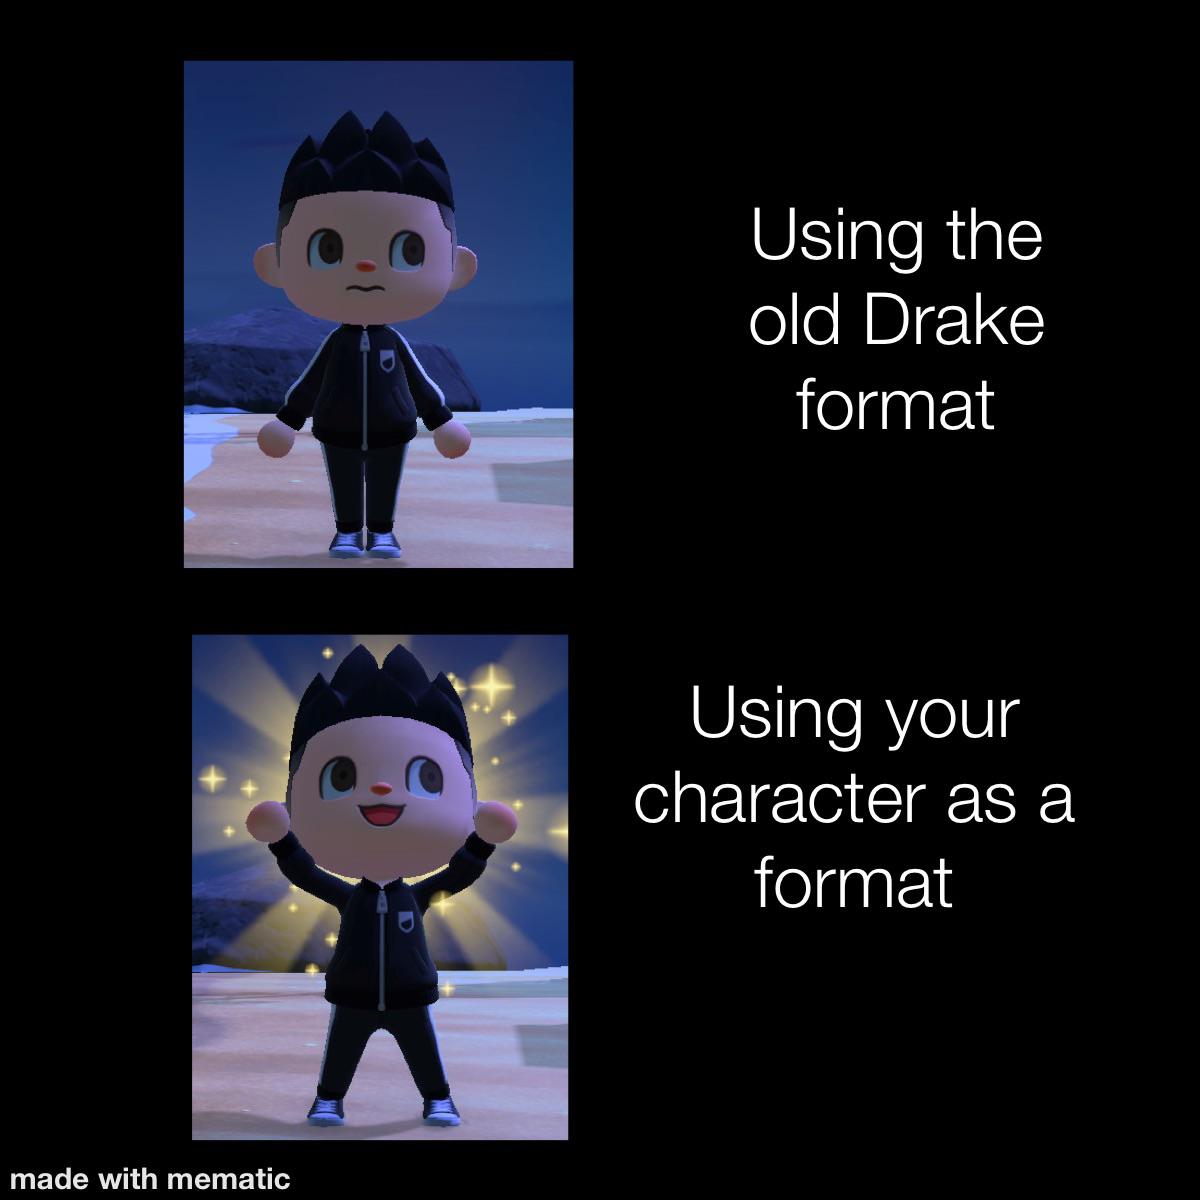 Using the
old Drake
format
Using your
character as a
format
made with mematic